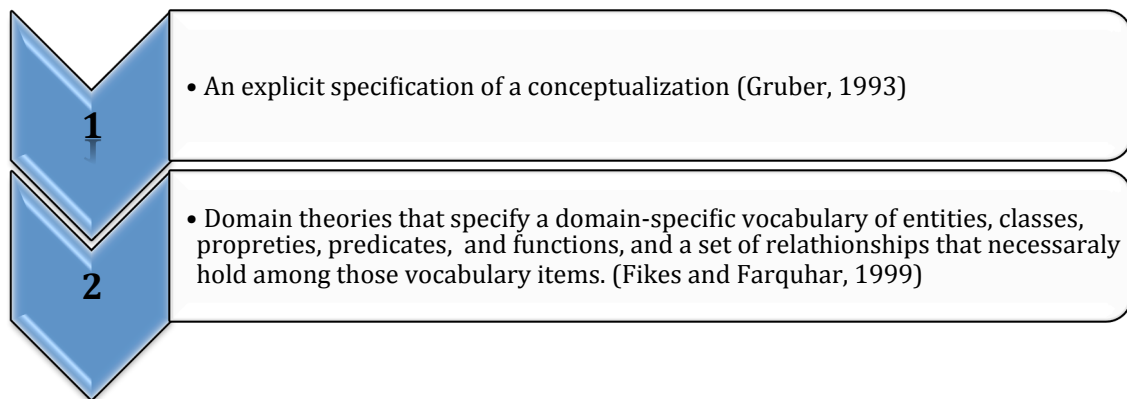 1
• An explicit specification of a conceptualization (Gruber, 1993)
2
• Domain theories that specify a domain-specific vocabulary of entities, classes,
propreties, predicates, and functions, and a set of relathionships that necessaraly
hold among those vocabulary items. (Fikes and Farquhar, 1999)